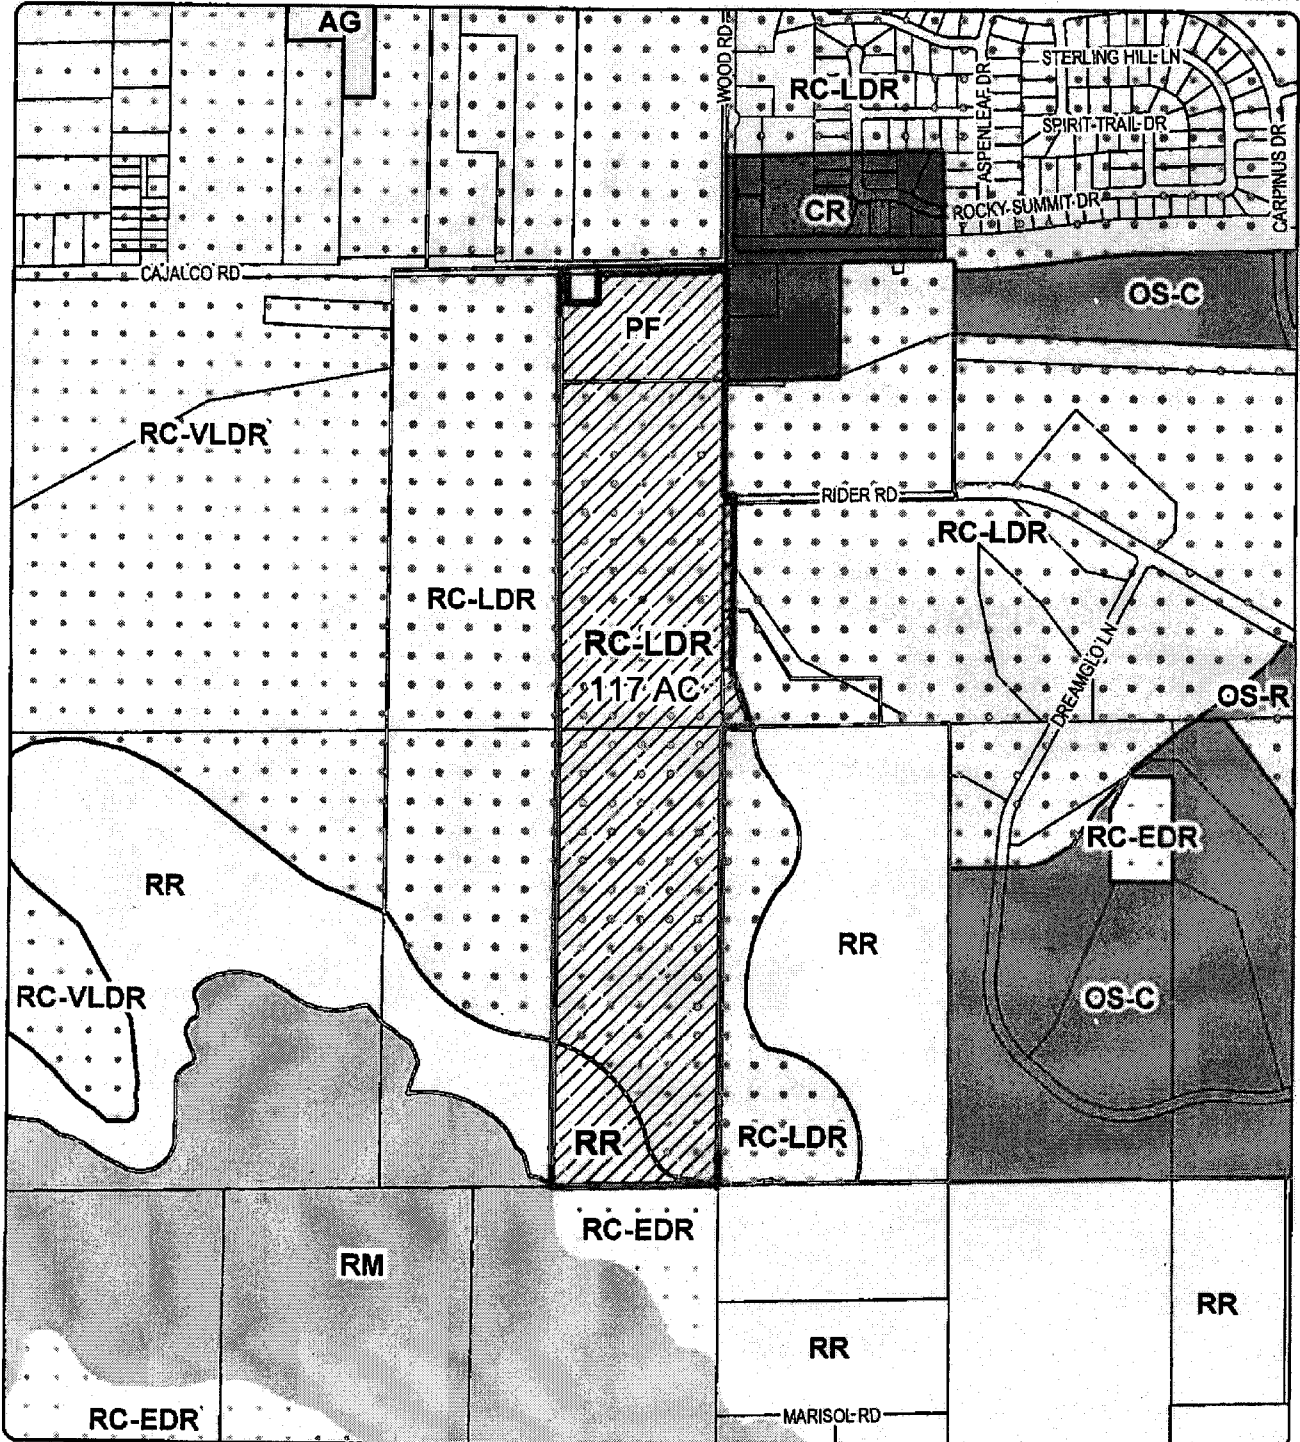 AG
WOOD RD
RC-LDR
ASPENLEAF DR
STERLING HILL LN
SPIRIT TRAIL DR
CARPINUS DR
CR
ROCKY SUMMIT DR
CAJALCO RD
OS-C
PF
RC-VLDR
RIDER RD
RC-LDR
RC-LDR
RC-LDR
117 AC
DREAMGLO LN
OS-R
RC-EDR
RR
RR
RC-VLDR
OS-C
RR
RC-LDR
RC-EDR
RM
RR
RR
RC-EDR
MARISOL RD